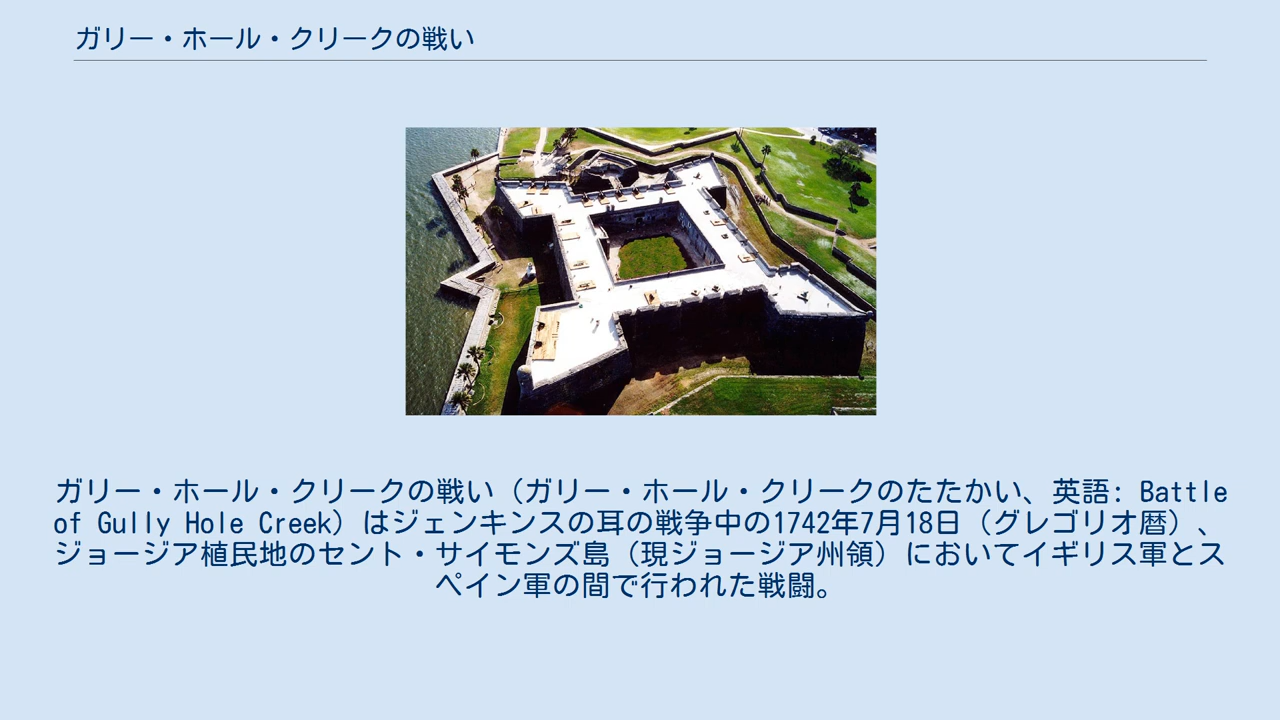 ガリー・ホール・クリークの戦い
ガリー・ホール・クリークの戦い（ガリー・ホール・クリークのたたかい、英語: Battle
of Gully Hole Creek）はジェンキンスの耳の戦争中の1742年7月18日（グレゴリオ暦）、
ジョージア植民地のセント・サイモンズ島（現ジョージア州領）においてイギリス軍とス
ペイン軍の間で行われた戦闘。